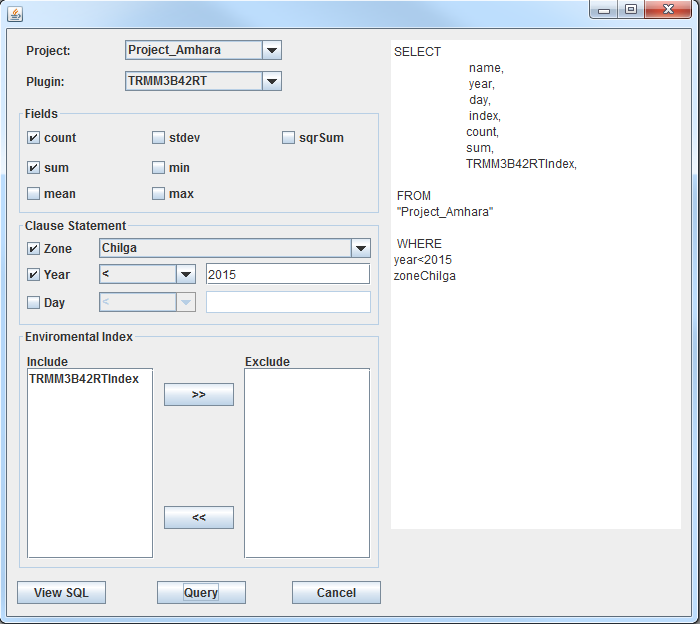 Project:
Project_Amhara
Plugin:
TRMM3B42RT
Fields
count
stdev
sqrSum
sum
min
mean
max
Clause Statement
Zone
Chilga
Year
<
2015
Day
<
Enviromental Index
Include
Exclude
TRMM3B42RTIndex
>>
<<
View SQL
Query
Cancel
SELECT
name,
year,
day,
index,
count,
sum,
TRMM3B42RTIndex,
FROM
"Project_Amhara"
WHERE
year<2015
zoneChilga